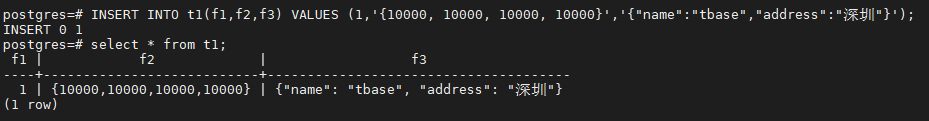 postgres=# INSERT INTO t1(f1,f2,f3) VALUES (1,'{10000, 10000, 10000, 10000}','{"name":"tbase","address":"深圳"}');
INSERT 0 1
postgres=# select * from t1;
 f1 |            f2             |                  f3
----+---------------------------+--------------------------------------
  1 | {10000,10000,10000,10000} | {"name": "tbase", "address": "深圳"}
(1 row)